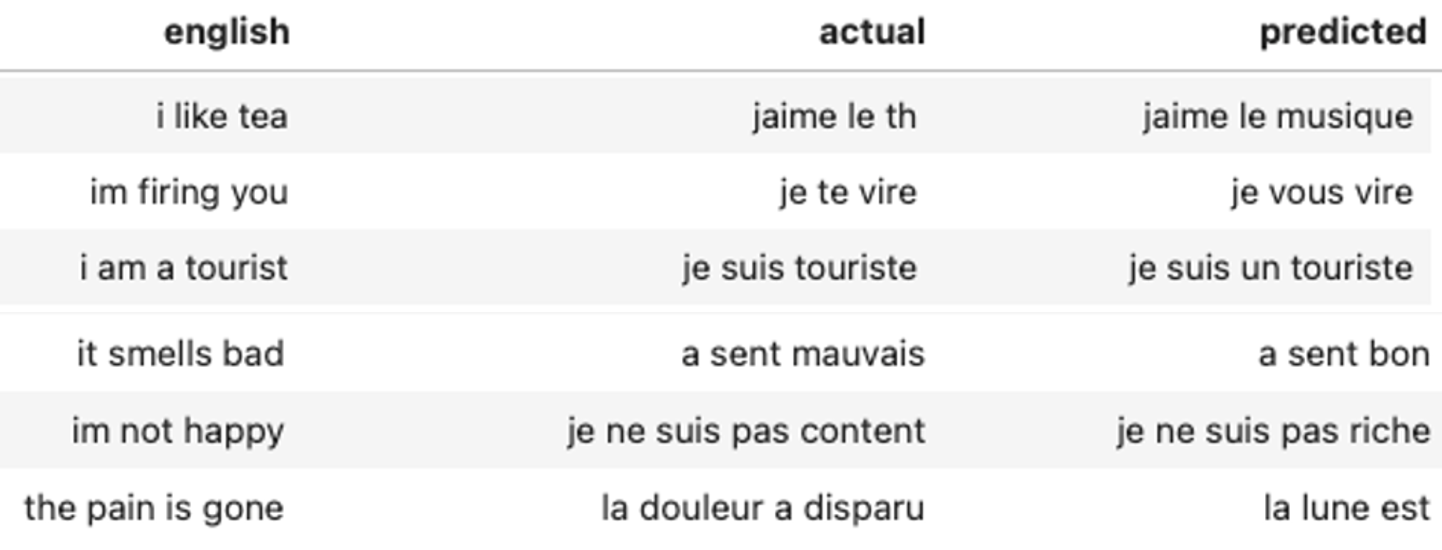 english actual predicted
i like tea jaime le th jaime le musique
im firing you je te vire je vous vire
i am a tourist je suis touriste je suis un touriste
it smells bad a sent mauvais a sent bon
im not happy je ne suis pas content je ne suis pas riche
the pain is gone la douleur a disparu la lune est